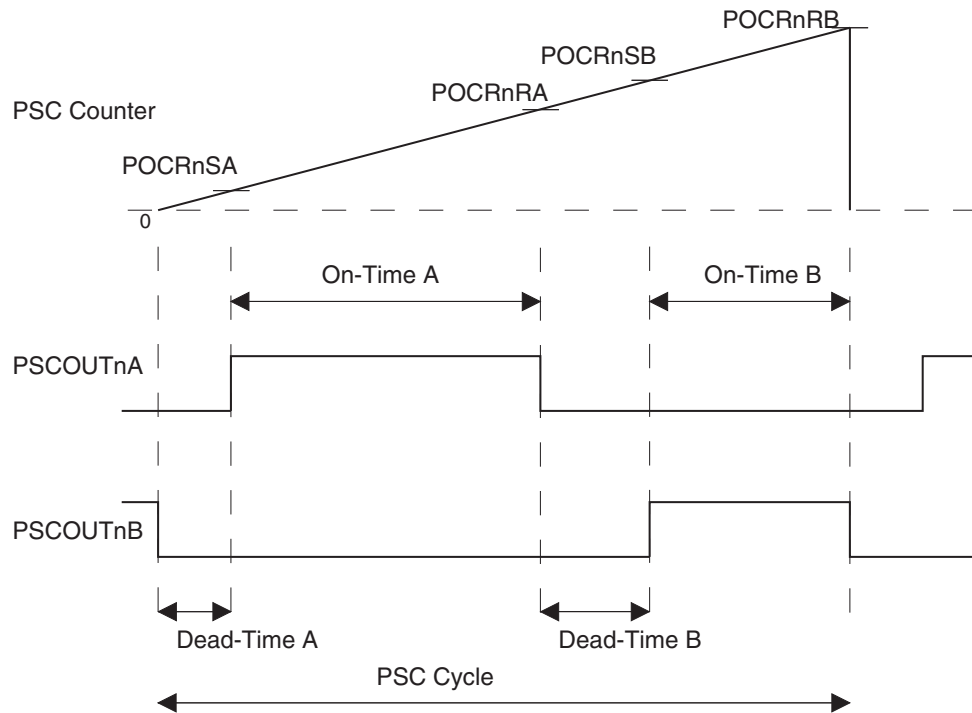 POCRnRB
POCRnSB
POCRnRA
PSC Counter
POCRnSA
0
On-Time A
On-Time B
PSCOUTnA
PSCOUTnB
Dead-Time A
Dead-Time B
PSC Cycle